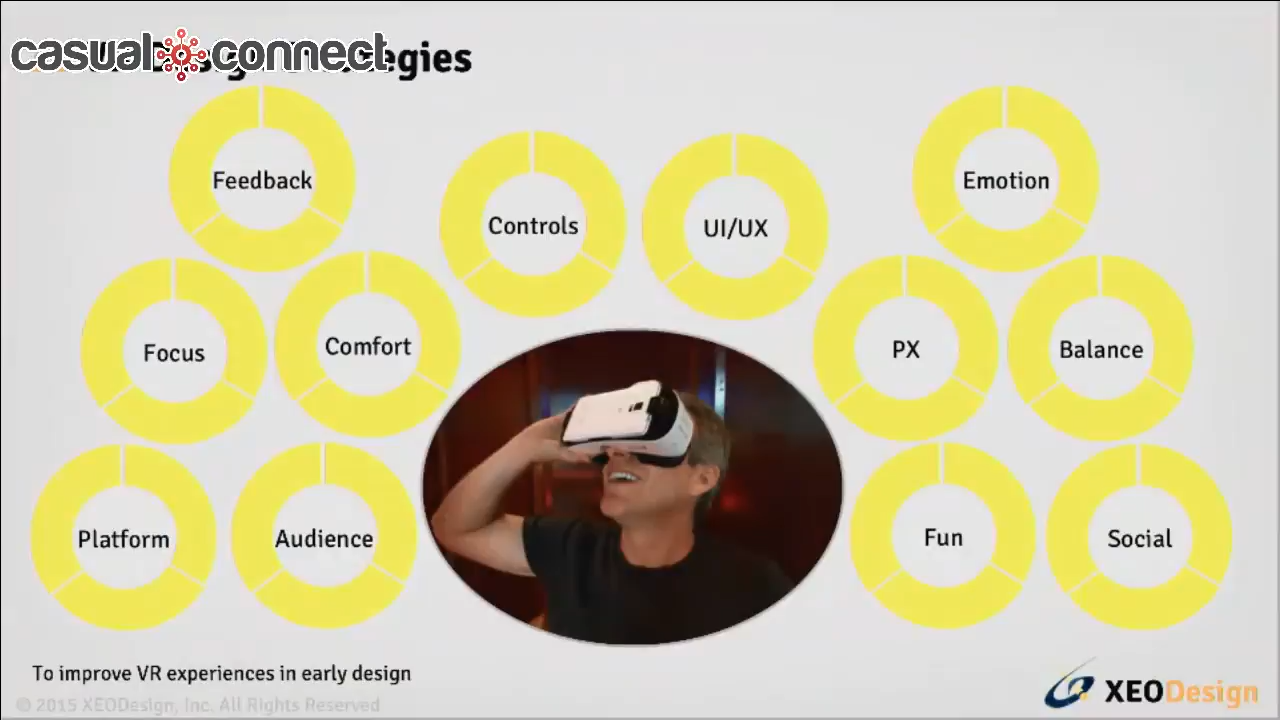 casual connect
tegies
Feedback
Controls
UI/UX
Emotion
Focus
Comfort
PX
Balance
Platform
Audience
Fun
Social
To improve VR experiences in early design
© 2015 XEODesign, Inc. All Rights Reserved
XEODesign